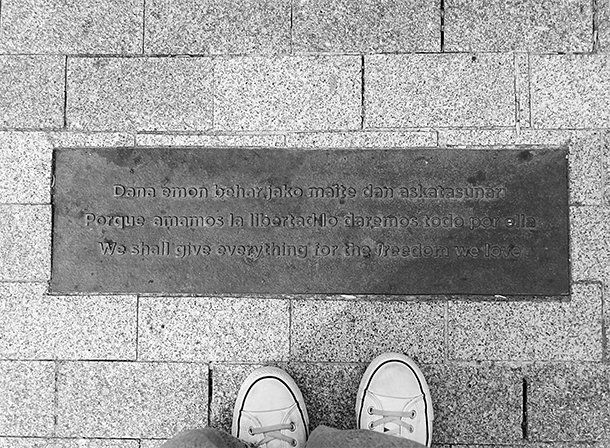 Dana emon behar jako maite dan askatasunari
Porque amamos la libertad lo daremos todo por ella
We shall give everything for the freedom we love